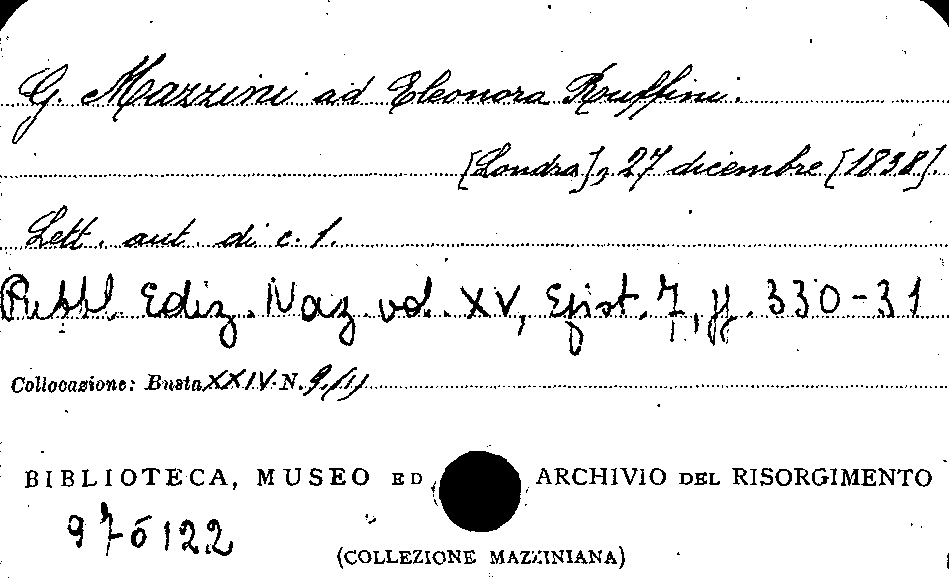 G. Mazzini ad Eleonora Ruffini.
[Londra], 27 dicembre [1838].
Lett. aut. di c. 1.
Pubbl. Ediz. Naz. vol. XV, Epist. 7, pp. 330-31
Collocazione: Busta XXIV N. 9/(1)
BIBLIOTECA, MUSEO ED ARCHIVIO DEL RISORGIMENTO
976122
(COLLEZIONE MAZZINIANA)